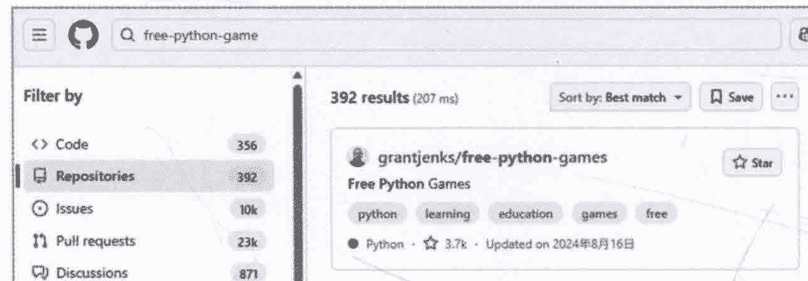 free-python-game
Filter by
Code 356
Repositories 392
Issues 10k
Pull requests 23k
Discussions 871
392 results (207 ms)
Sort by: Best match
Save
grantjenks/free-python-games
Star
Free Python Games
python learning education games free
Python · 3.7k · Updated on 2024年8月16日